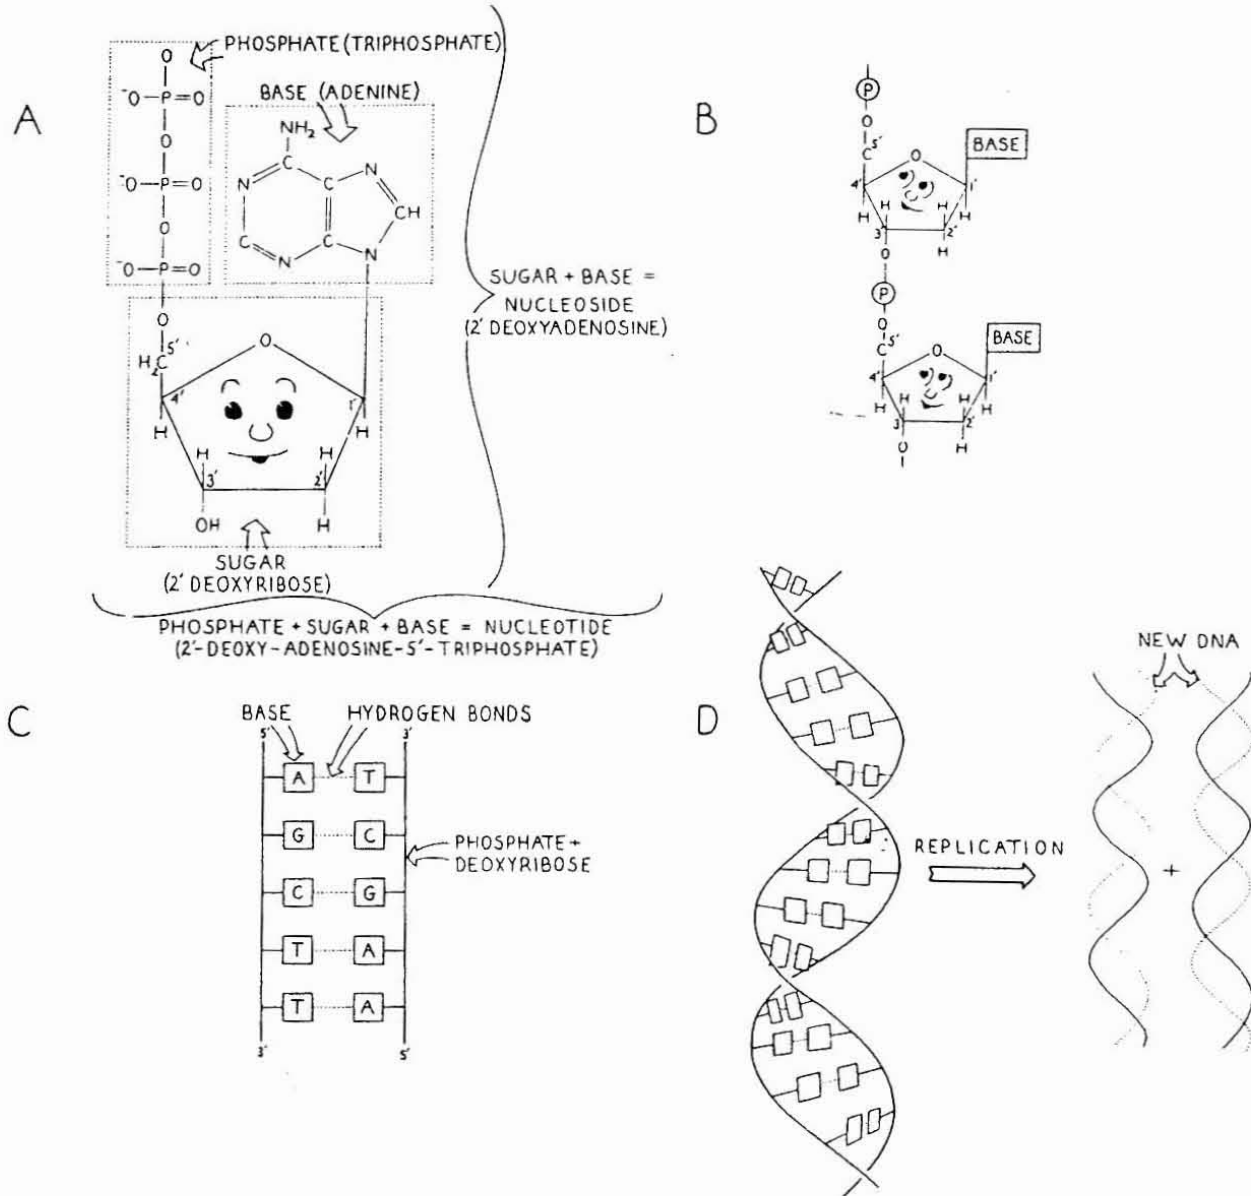 A
PHOSPHATE (TRIPHOSPHATE)
BASE (ADENINE)
O
⁻O-P=O
O
⁻O-P=O
O
⁻O-P=O
O
NH₂
C
N
C
N
CH
C
C
N
N
H₂C 5'
O
4'
1'
H
H
H
H
3'
2'
OH
H
SUGAR
(2' DEOXYRIBOSE)
SUGAR + BASE =
NUCLEOSIDE
(2' DEOXYADENOSINE)
PHOSPHATE + SUGAR + BASE = NUCLEOTIDE
(2'-DEOXY-ADENOSINE-5'-TRIPHOSPHATE)
B
P
O
C 5'
O
BASE
4'
1'
H
H
H
H
3'
2'
O
H
P
O
C 5'
O
BASE
4'
1'
H
H
H
H
3
2'
O
H
C
BASE
HYDROGEN BONDS
5'
3'
A T
G C
C G
T A
T A
3'
5'
PHOSPHATE +
DEOXYRIBOSE
D
REPLICATION
NEW DNA
+